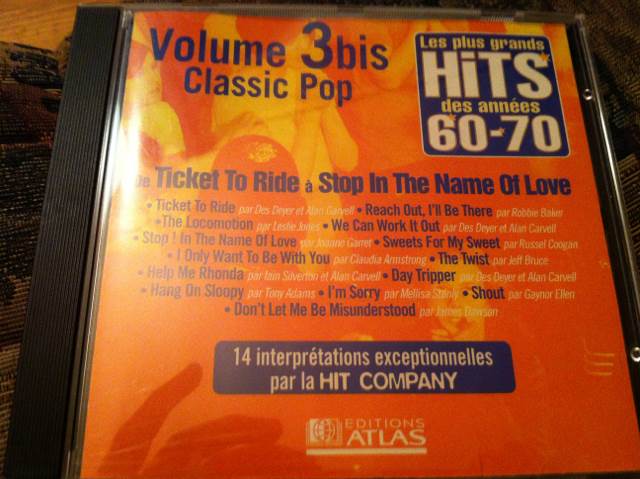 Volume 3bis
Classic Pop
Les plus grands
HiTS
des années
60-70
De Ticket To Ride à Stop In The Name Of Love
• Ticket To Ride par Des Deyer et Alan Carvell • Reach Out, I'll Be There par Robbie Baker
• The Locomotion par Leslie Jones • We Can Work It Out par Des Deyer et Alan Carvell
• Stop ! In The Name Of Love par Joanne Garrer • Sweets For My Sweet par Russel Coogan
• I Only Want To Be With You par Claudia Armstrong • The Twist par Jeff Bruce
• Help Me Rhonda par Iain Silverton et Alan Carvell • Day Tripper par Des Deyer et Alan Carvell
• Hang On Sloopy par Tony Adams • I'm Sorry par Mellisa • Shout par Gaynor Ellen
• Don't Let Me Be Misunderstood par James Dawson
14 interprétations exceptionnelles
par la HIT COMPANY
EDITIONS
ATLAS